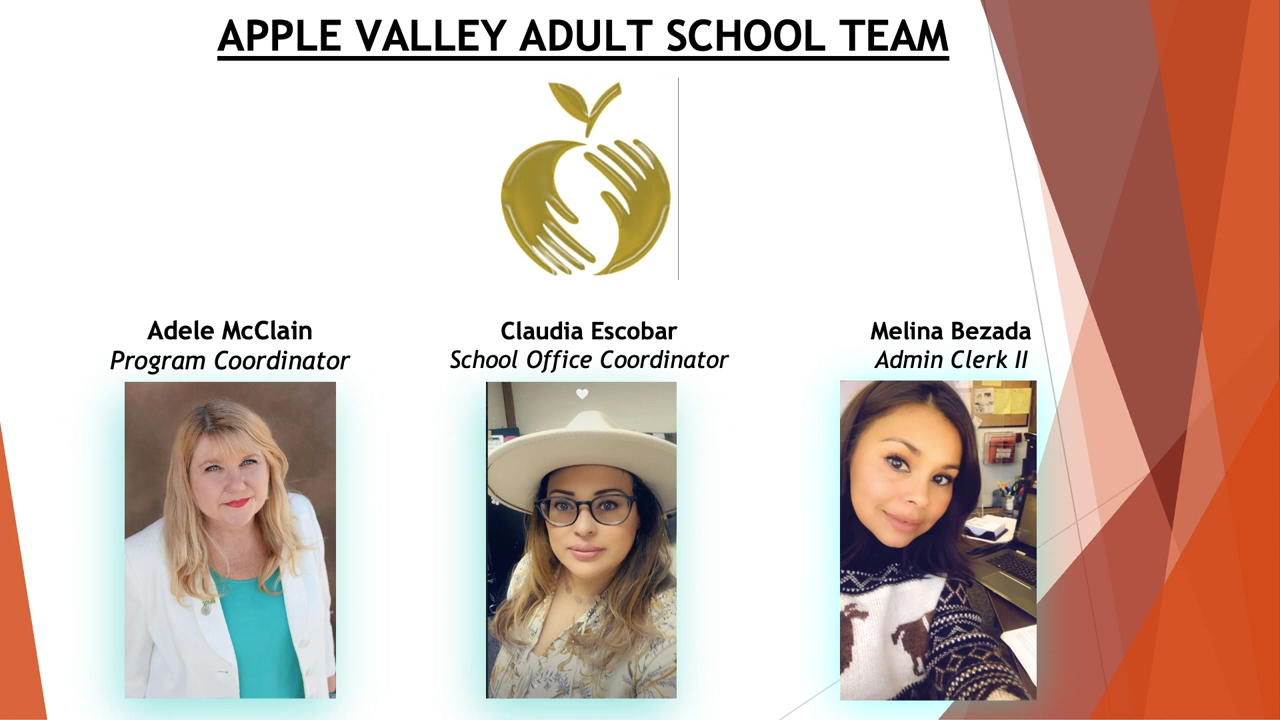 APPLE VALLEY ADULT SCHOOL TEAM
Adele McClain
Program Coordinator
Claudia Escobar
School Office Coordinator
Melina Bezada
Admin Clerk II